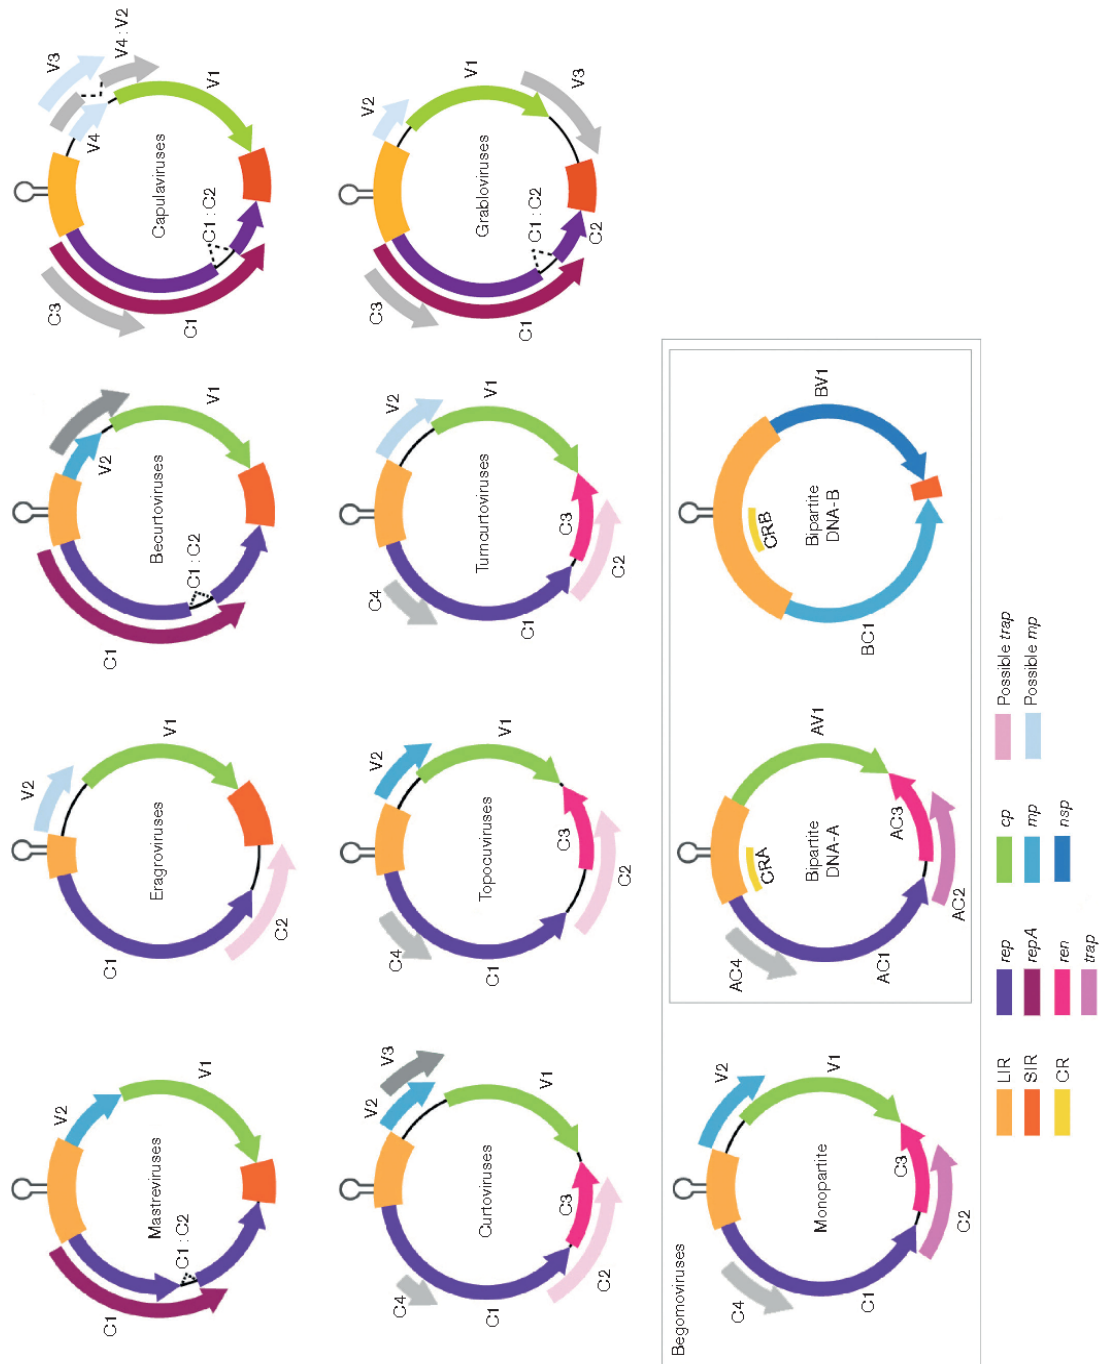 V2
V1
C1
C1 : C2
Mastreviruses
V2
V1
C1
C2
Eragroviruses
V2
V1
C1
C1 : C2
Becurtoviruses
V3
V4 : V2
V4
V1
C3
C1
C1 : C2
Capulaviruses
V2
V3
V1
C4
C1
C3
C2
Curtoviruses
V2
V1
C4
C1
C3
C2
Topocuviruses
V2
V1
C4
C1
C3
C2
Turncurtoviruses
V2
V1
V3
C3
C1
C1 : C2
C2
Grabloviruses
Begomoviruses
V2
V1
C4
C1
C3
C2
Monopartite
AV1
AC4
AC1
AC3
AC2
CRA
Bipartite
DNA-A
BV1
BC1
CRB
Bipartite
DNA-B
LIR
SIR
CR
rep
repA
ren
trap
cp
mp
nsp
Possible trap
Possible mp